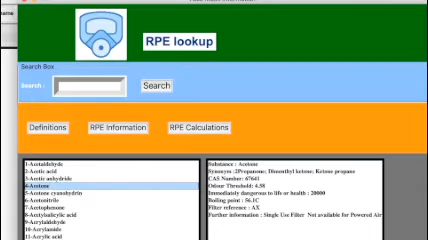 RPE lookup
Search Box
Search :
Search
Definitions
RPE Information
RPE Calculations
1-Acetaldehyde
2-Acetic acid
3-Acetic anhydride
4-Acetone
5-Acetone cyanohydrin
6-Acetonitrile
7-Acetophenone
8-Acetylsalicylic acid
9-Acrylaldehyde
10-Acrylamide
11-Acrylic acid
Substance : Acetone
Synonym :2Propanone; Dimenthyl ketone; Ketone propane
CAS Number: 67641
Odour Threshold: 4.58
Immediately dangerous to life or health : 20000
Boiling point : 56.1C
Filter reference : AX
Further information : Single Use Filter Not available for Powered Air